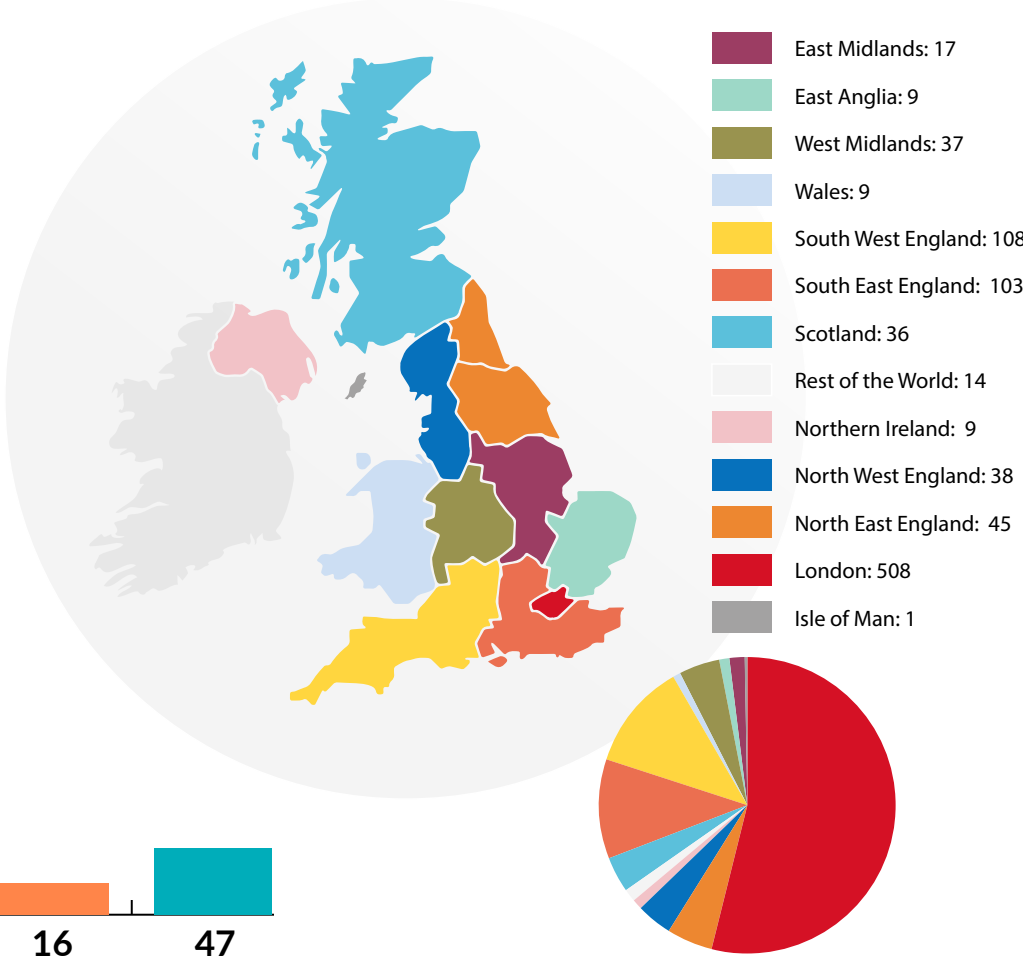 East Midlands: 17
East Anglia: 9
West Midlands: 37
Wales: 9
South West England: 108
South East England: 103
Scotland: 36
Rest of the World: 14
Northern Ireland: 9
North West England: 38
North East England: 45
London: 508
Isle of Man: 1
16 47